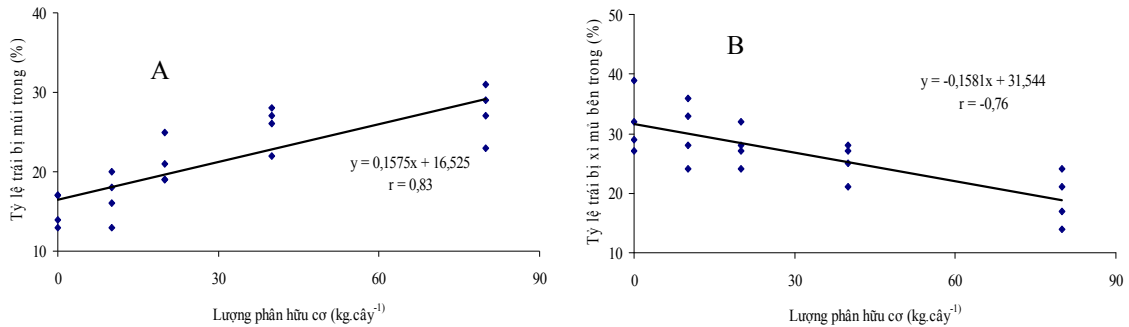 Tỷ lệ trái bị múi trong (%)
40
30
20
10
A
y = 0,1575x + 16,525
r = 0,83
0
30
60
90
Lượng phân hữu cơ (kg.cây-1)
Tỷ lệ trái bị xì mủ bên trong (%)
50
40
30
20
10
B
y = -0,1581x + 31,544
r = -0,76
0
30
60
90
Lượng phân hữu cơ (kg.cây-1)